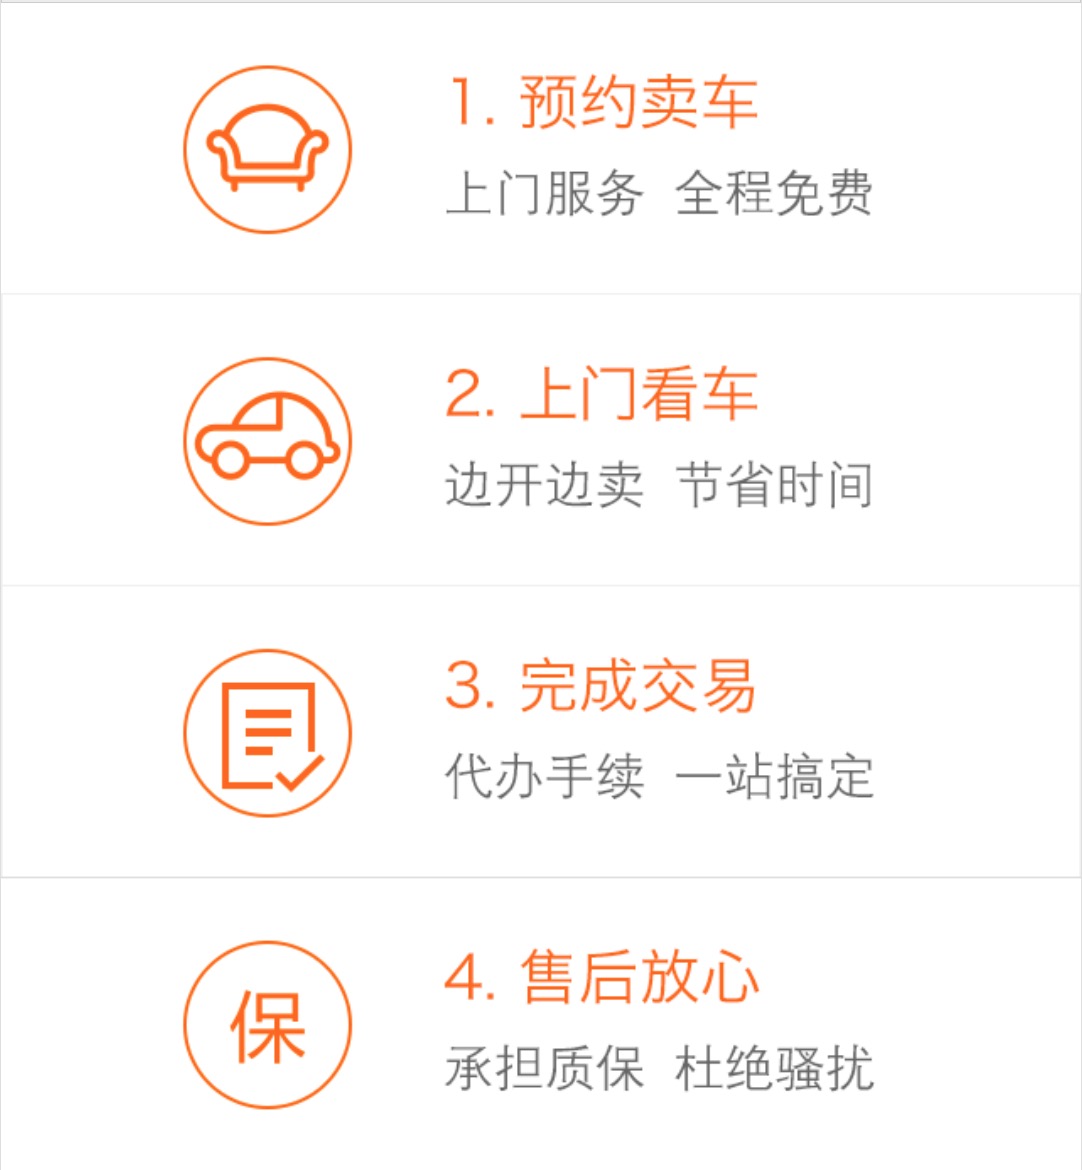 1. 预约卖车
上门服务 全程免费
2. 上门看车
边开边卖 节省时间
3. 完成交易
代办手续 一站搞定
保
4. 售后放心
承担质保 杜绝骚扰